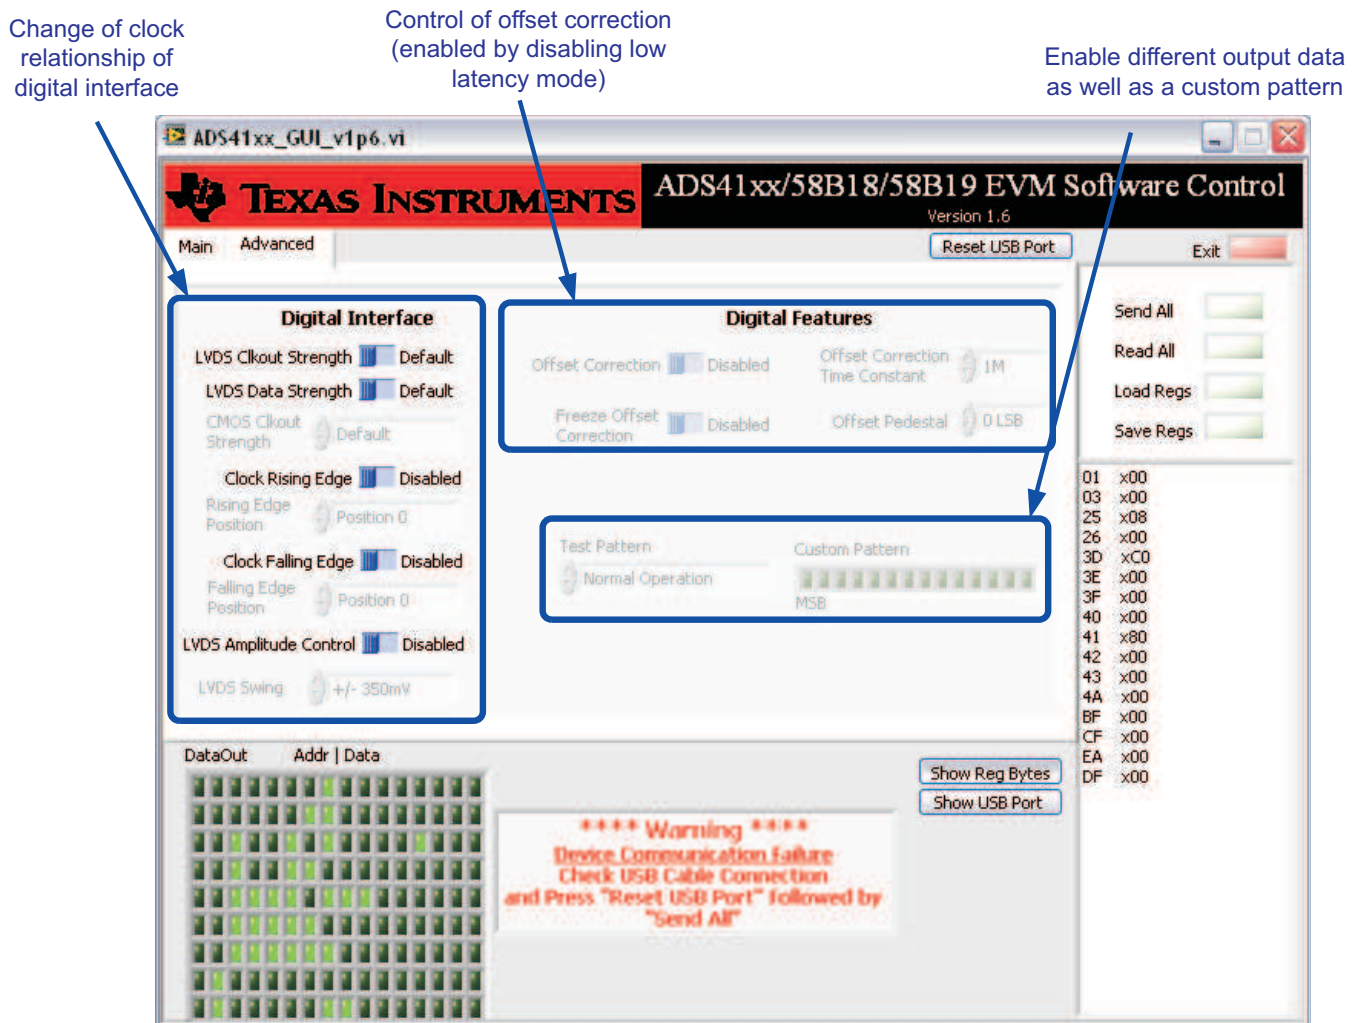 Change of clock
relationship of
digital interface
Control of offset correction
(enabled by disabling low
latency mode)
Enable different output data
as well as a custom pattern
ADS41xx_GUI_v1p6.vi
TEXAS INSTRUMENTS
ADS41xx/58B18/58B19 EVM Software Control
Version 1.6
Main Advanced
Reset USB Port
Exit
Digital Interface
LVDS Clkout Strength Default
LVDS Data Strength Default
CMOS Clkout
Strength
Default
Clock Rising Edge Disabled
Rising Edge
Position
Position 0
Clock Falling Edge Disabled
Falling Edge
Position
Position 0
LVDS Amplitude Control Disabled
LVDS Swing +/- 350mV
Digital Features
Offset Correction Disabled
Offset Correction
Time Constant
1M
Freeze Offset
Correction
Disabled
Offset Pedestal 0 LSB
Test Pattern
Normal Operation
Custom Pattern
MSB
Send All
Read All
Load Regs
Save Regs
01 x00
03 x00
25 x08
26 x00
3D xC0
3E x00
3F x00
40 x00
41 x80
42 x00
43 x00
4A x00
BF x00
CF x00
EA x00
DF x00
DataOut Addr | Data
Show Reg Bytes
Show USB Port
**** Warning ****
Device Communication Failure
Check USB Cable Connection
and Press "Reset USB Port" followed by
"Send All"